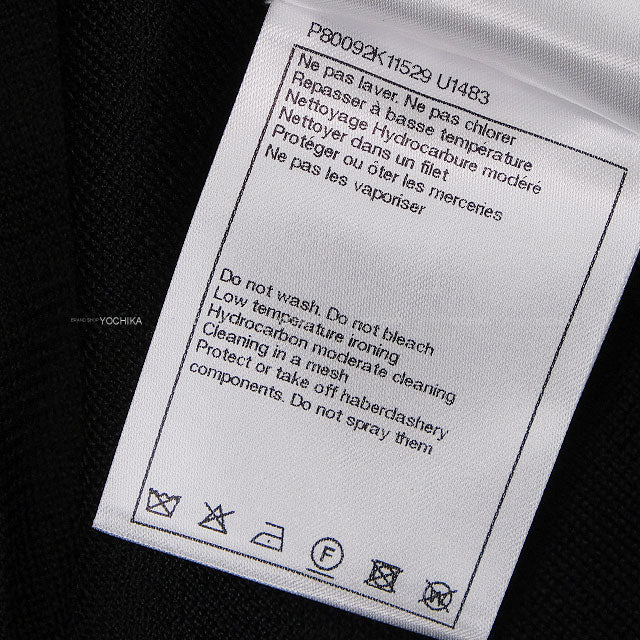 P80092K11529 U1483
Ne pas laver. Ne pas chlorer
Repasser à basse température
Nettoyage Hydrocarbure modéré
Nettoyer dans un filet
Protéger ou ôter les merceries
Ne pas les vaporiser
Do not wash. Do not bleach
Low temperature ironing
Hydrocarbon moderate cleaning
Cleaning in a mesh
Protect or take off haberdashery
components. Do not spray them
F
W
BRAND SHOP YOCHIKA